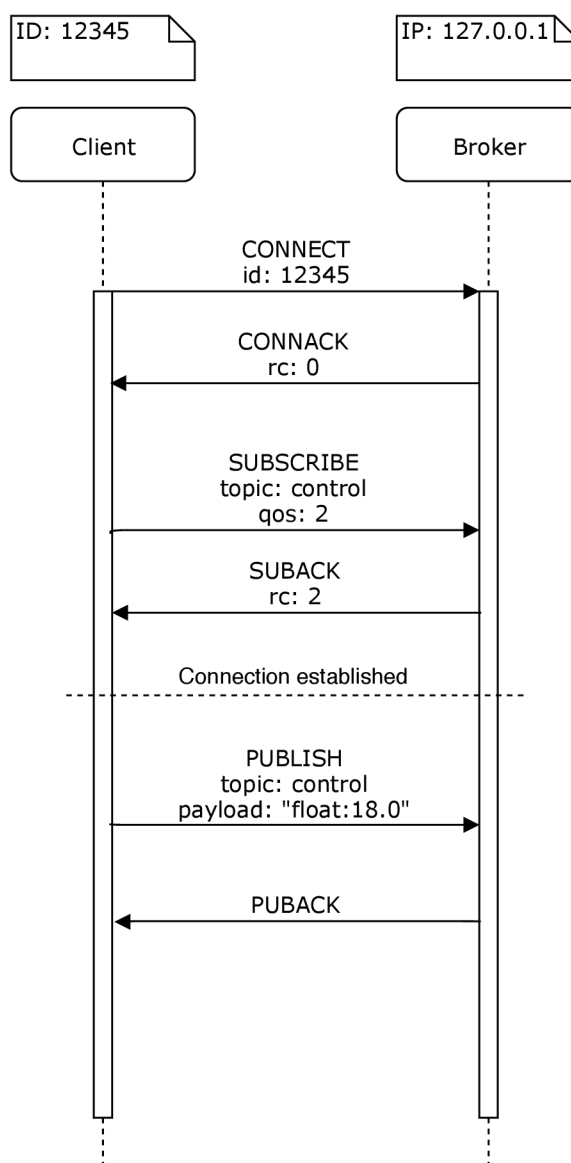 ID: 12345
IP: 127.0.0.1
Client
Broker
CONNECT
id: 12345
CONNACK
rc: 0
SUBSCRIBE
topic: control
qos: 2
SUBACK
rc: 2
Connection established
PUBLISH
topic: control
payload: "float:18.0"
PUBACK